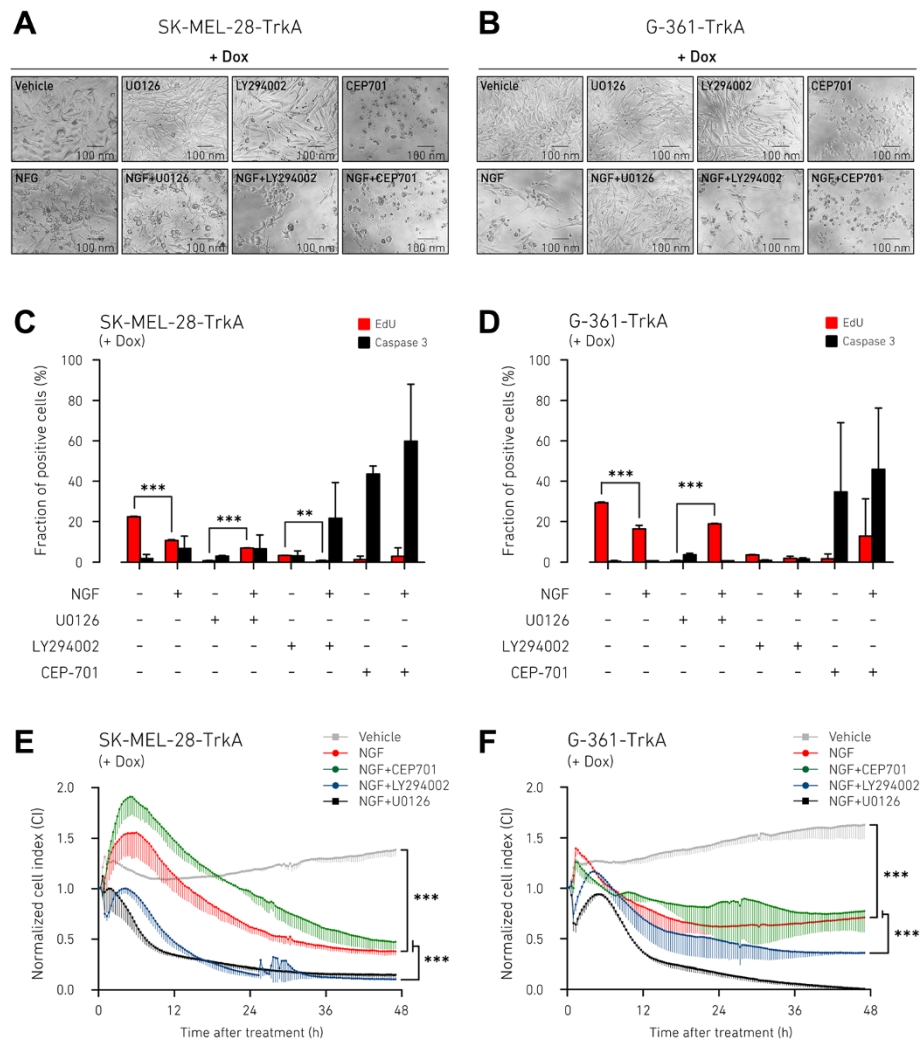 A
SK-MEL-28-TrkA
+ Dox
Vehicle
UO126
LY294002
CEP701
100 nm
100 nm
100 nm
100 nm
NFG
NGF+U0126
NGF+LY294002
NGF+CEP701
100 nm
100 nm
100 nm
100 nm
B
G-361-TrkA
+ Dox
Vehicle
UO126
LY294002
CEP701
100 nm
100 nm
100 nm
100 nm
NGF
NGF+U0126
NGF+LY294002
NGF+CEP701
100 nm
100 nm
100 nm
100 nm
C
SK-MEL-28-TrkA
(+ Dox)
EdU
Caspase 3
Fraction of positive cells (%)
100
80
60
40
20
0
***
***
**
NGF - + - + - + - +
U0126 - - + + - - - -
LY294002 - - - - + + - -
CEP-701 - - - - - - + +
D
G-361-TrkA
(+ Dox)
EdU
Caspase 3
Fraction of positive cells (%)
100
80
60
40
20
0
***
***
NGF - + - + - + - +
U0126 - - + + - - - -
LY294002 - - - - + + - -
CEP-701 - - - - - - + +
E
SK-MEL-28-TrkA
(+ Dox)
Vehicle
NGF
NGF+CEP701
NGF+LY294002
NGF+U0126
Normalized cell index (CI)
2.0
1.5
1.0
0.5
0.0
0 12 24 36 48
Time after treatment (h)
***
***
F
G-361-TrkA
(+ Dox)
Vehicle
NGF
NGF+CEP701
NGF+LY294002
NGF+U0126
Normalized cell index (CI)
2.0
1.5
1.0
0.5
0.0
0 12 24 36 48
Time after treatment (h)
***
***